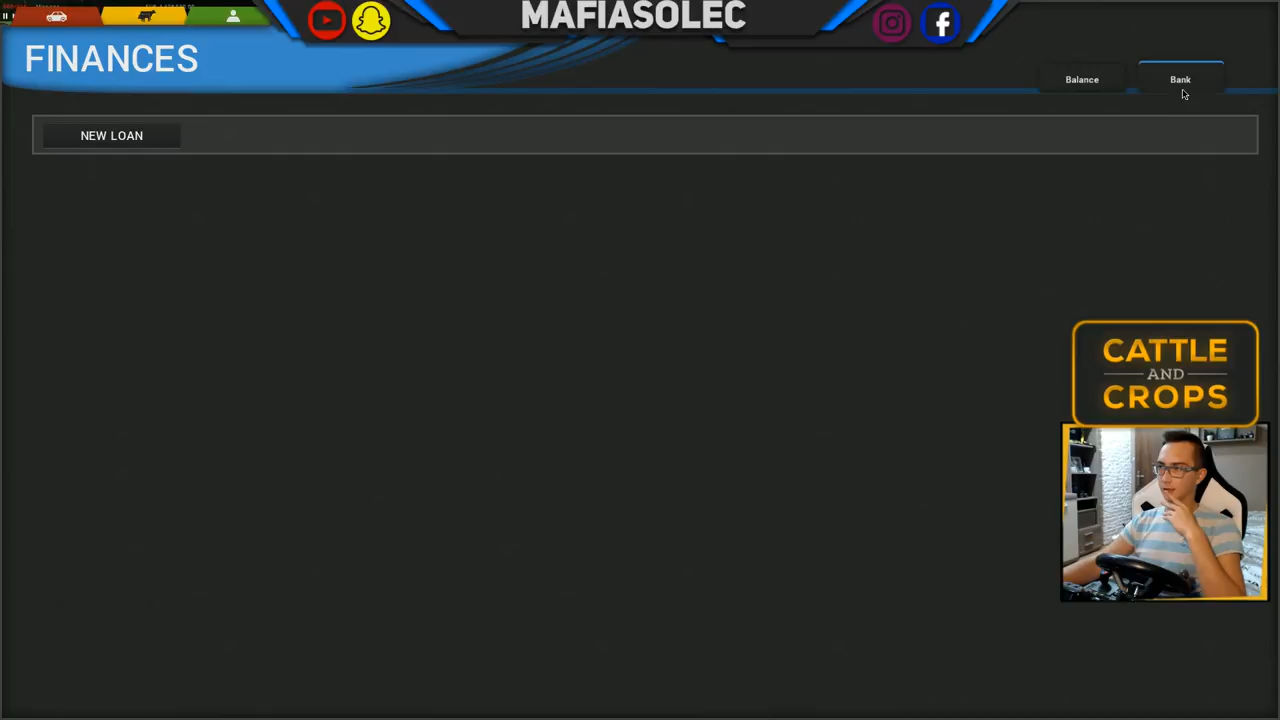 MAFIASOLEC
FINANCES
Balance
Bank
NEW LOAN
CATTLE
AND
CROPS